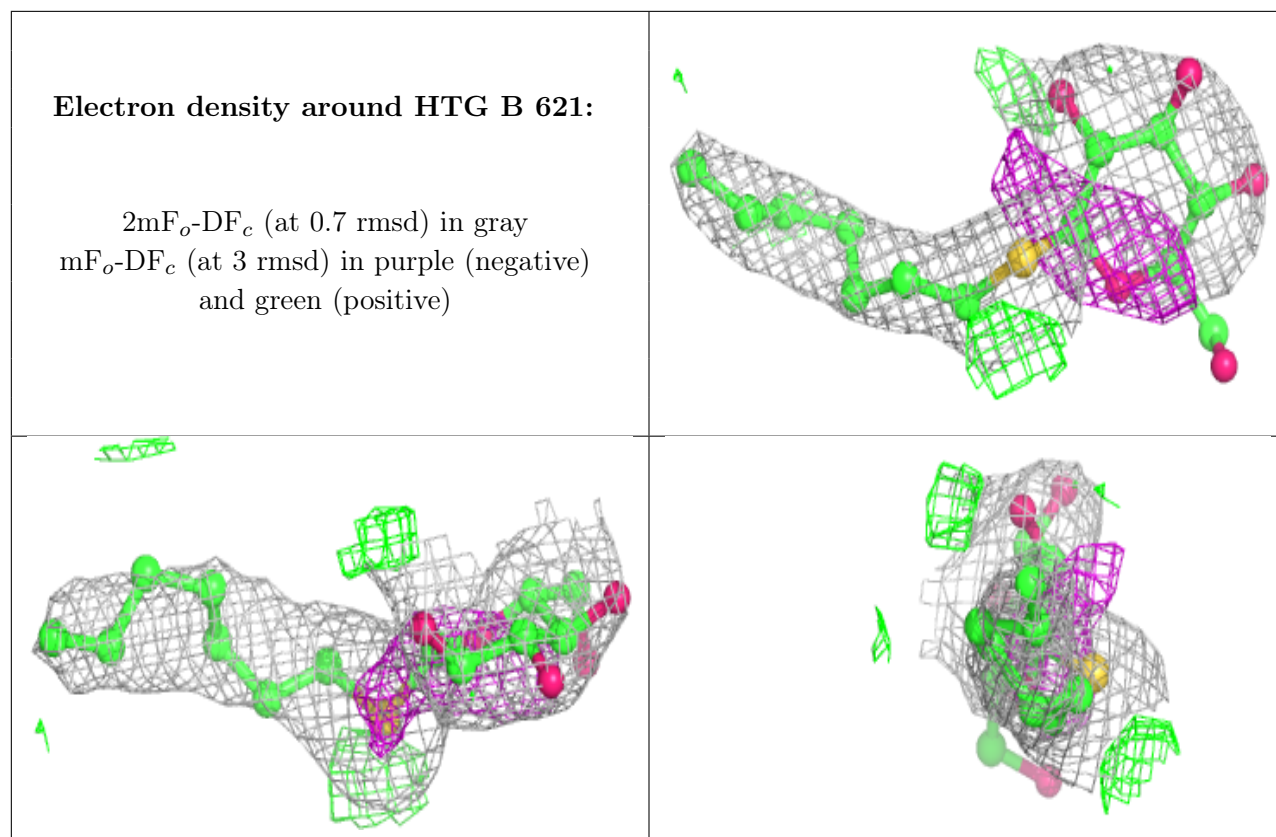 Electron density around HTG B 621:
2mFo-DFc (at 0.7 rmsd) in gray
mFo-DFc (at 3 rmsd) in purple (negative)
and green (positive)